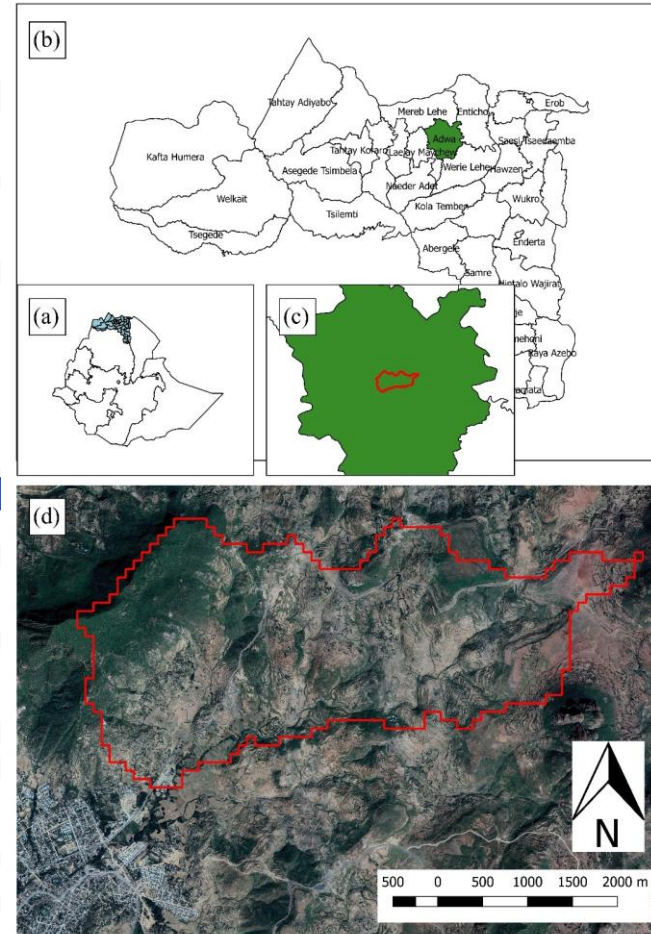 (b)
Tahtay Adiyabo
Mereb Lehe
Enticho
Erob
Kafta Humera
Tahtay Koraro
Laelay Maychew
Adwa
Saesi Tsaedaemba
Asegede Tsimbela
Werie Lehe
Hawzen
Welkait
Naeder Adet
Tsilemti
Kola Temben
Wukro
Tsegede
Abergele
Enderta
Samre
Hintalo Wajirat
(a)
(c)
Raya Azebo
(d)
N
500 0 500 1000 1500 2000 m